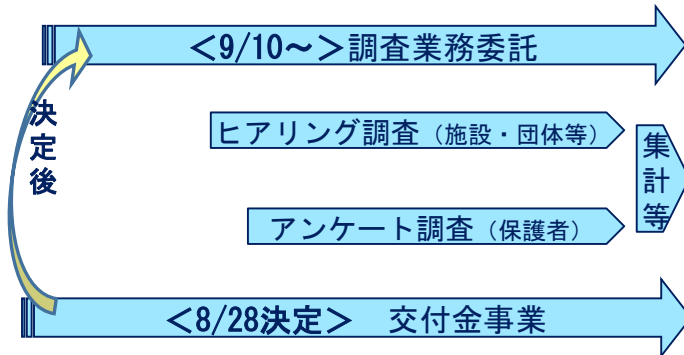 ＜9/10～＞調査業務委託
決定後
ヒアリング調査（施設・団体等）
集計等
アンケート調査（保護者）
＜8/28決定＞　交付金事業